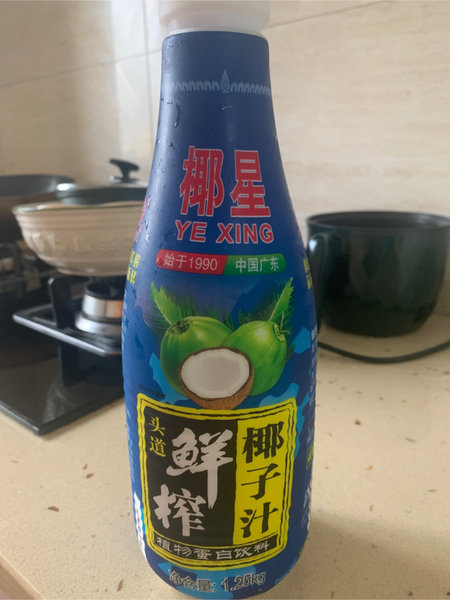 椰星
YE XING
始于1990 中国广东
头道
鲜榨
椰子汁
植物蛋白饮料
净含量: 1.25kg